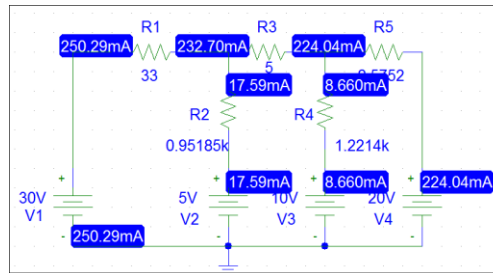 R1 R3 R5
250.29mA 232.70mA 224.04mA
33 5
17.59mA 8.660mA
R2 R4
0.95185k 1.2214k
+ + + +
17.59mA 8.660mA 224.04mA
30V 5V 10V 20V
V1 V2 V3 V4
- - - -
250.29mA